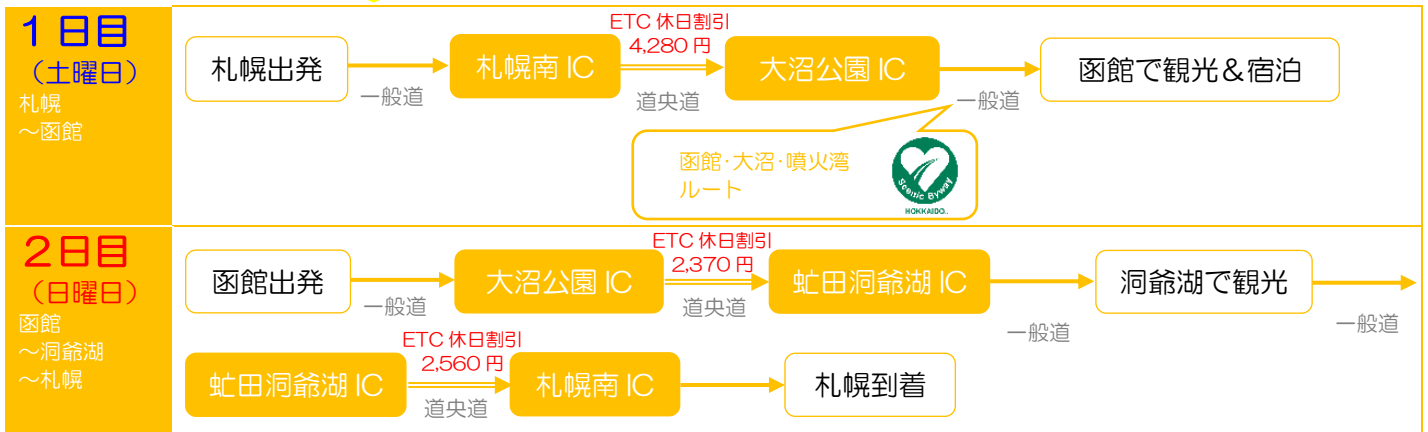 1日目
（土曜日）
札幌
～函館
札幌出発
一般道
札幌南 IC
ETC 休日割引
4,280 円
道央道
大沼公園 IC
一般道
函館で観光＆宿泊
函館･大沼･噴火湾
ルート
Scenic Byway
HOKKAIDO..
2日目
（日曜日）
函館
～洞爺湖
～札幌
函館出発
一般道
大沼公園 IC
ETC 休日割引
2,370 円
道央道
虻田洞爺湖 IC
一般道
洞爺湖で観光
一般道
虻田洞爺湖 IC
ETC 休日割引
2,560 円
道央道
札幌南 IC
札幌到着